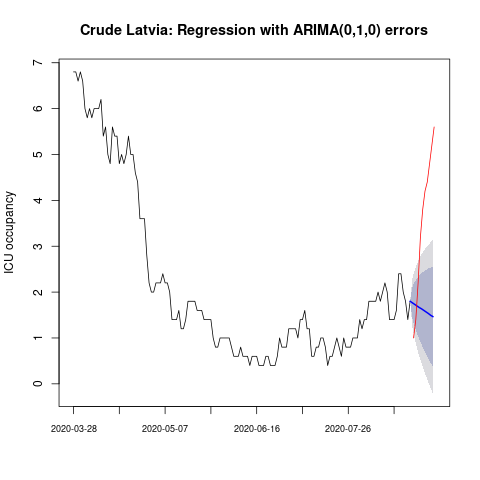 Crude Latvia: Regression with ARIMA(0,1,0) errors
ICU occupancy
7
6
5
4
3
2
1
0
2020-03-28 2020-05-07 2020-06-16 2020-07-26